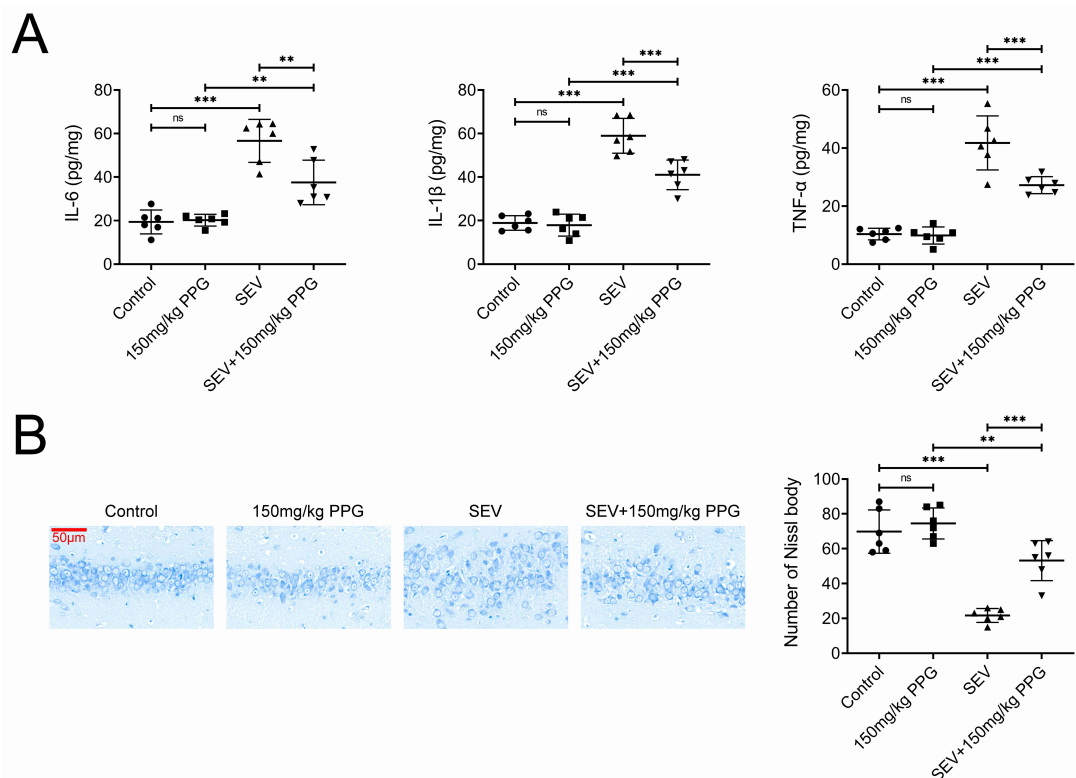 A
IL-6 (pg/mg)
80
60
40
20
0
**
**
***
ns
Control
150mg/kg PPG
SEV
SEV+150mg/kg PPG
IL-1β (pg/mg)
80
60
40
20
0
***
***
***
ns
Control
150mg/kg PPG
SEV
SEV+150mg/kg PPG
TNF-α (pg/mg)
60
40
20
0
***
***
***
ns
Control
150mg/kg PPG
SEV
SEV+150mg/kg PPG
B
Control
150mg/kg PPG
SEV
SEV+150mg/kg PPG
50μm
Number of Nissl body
100
80
60
40
20
0
***
**
***
ns
Control
150mg/kg PPG
SEV
SEV+150mg/kg PPG